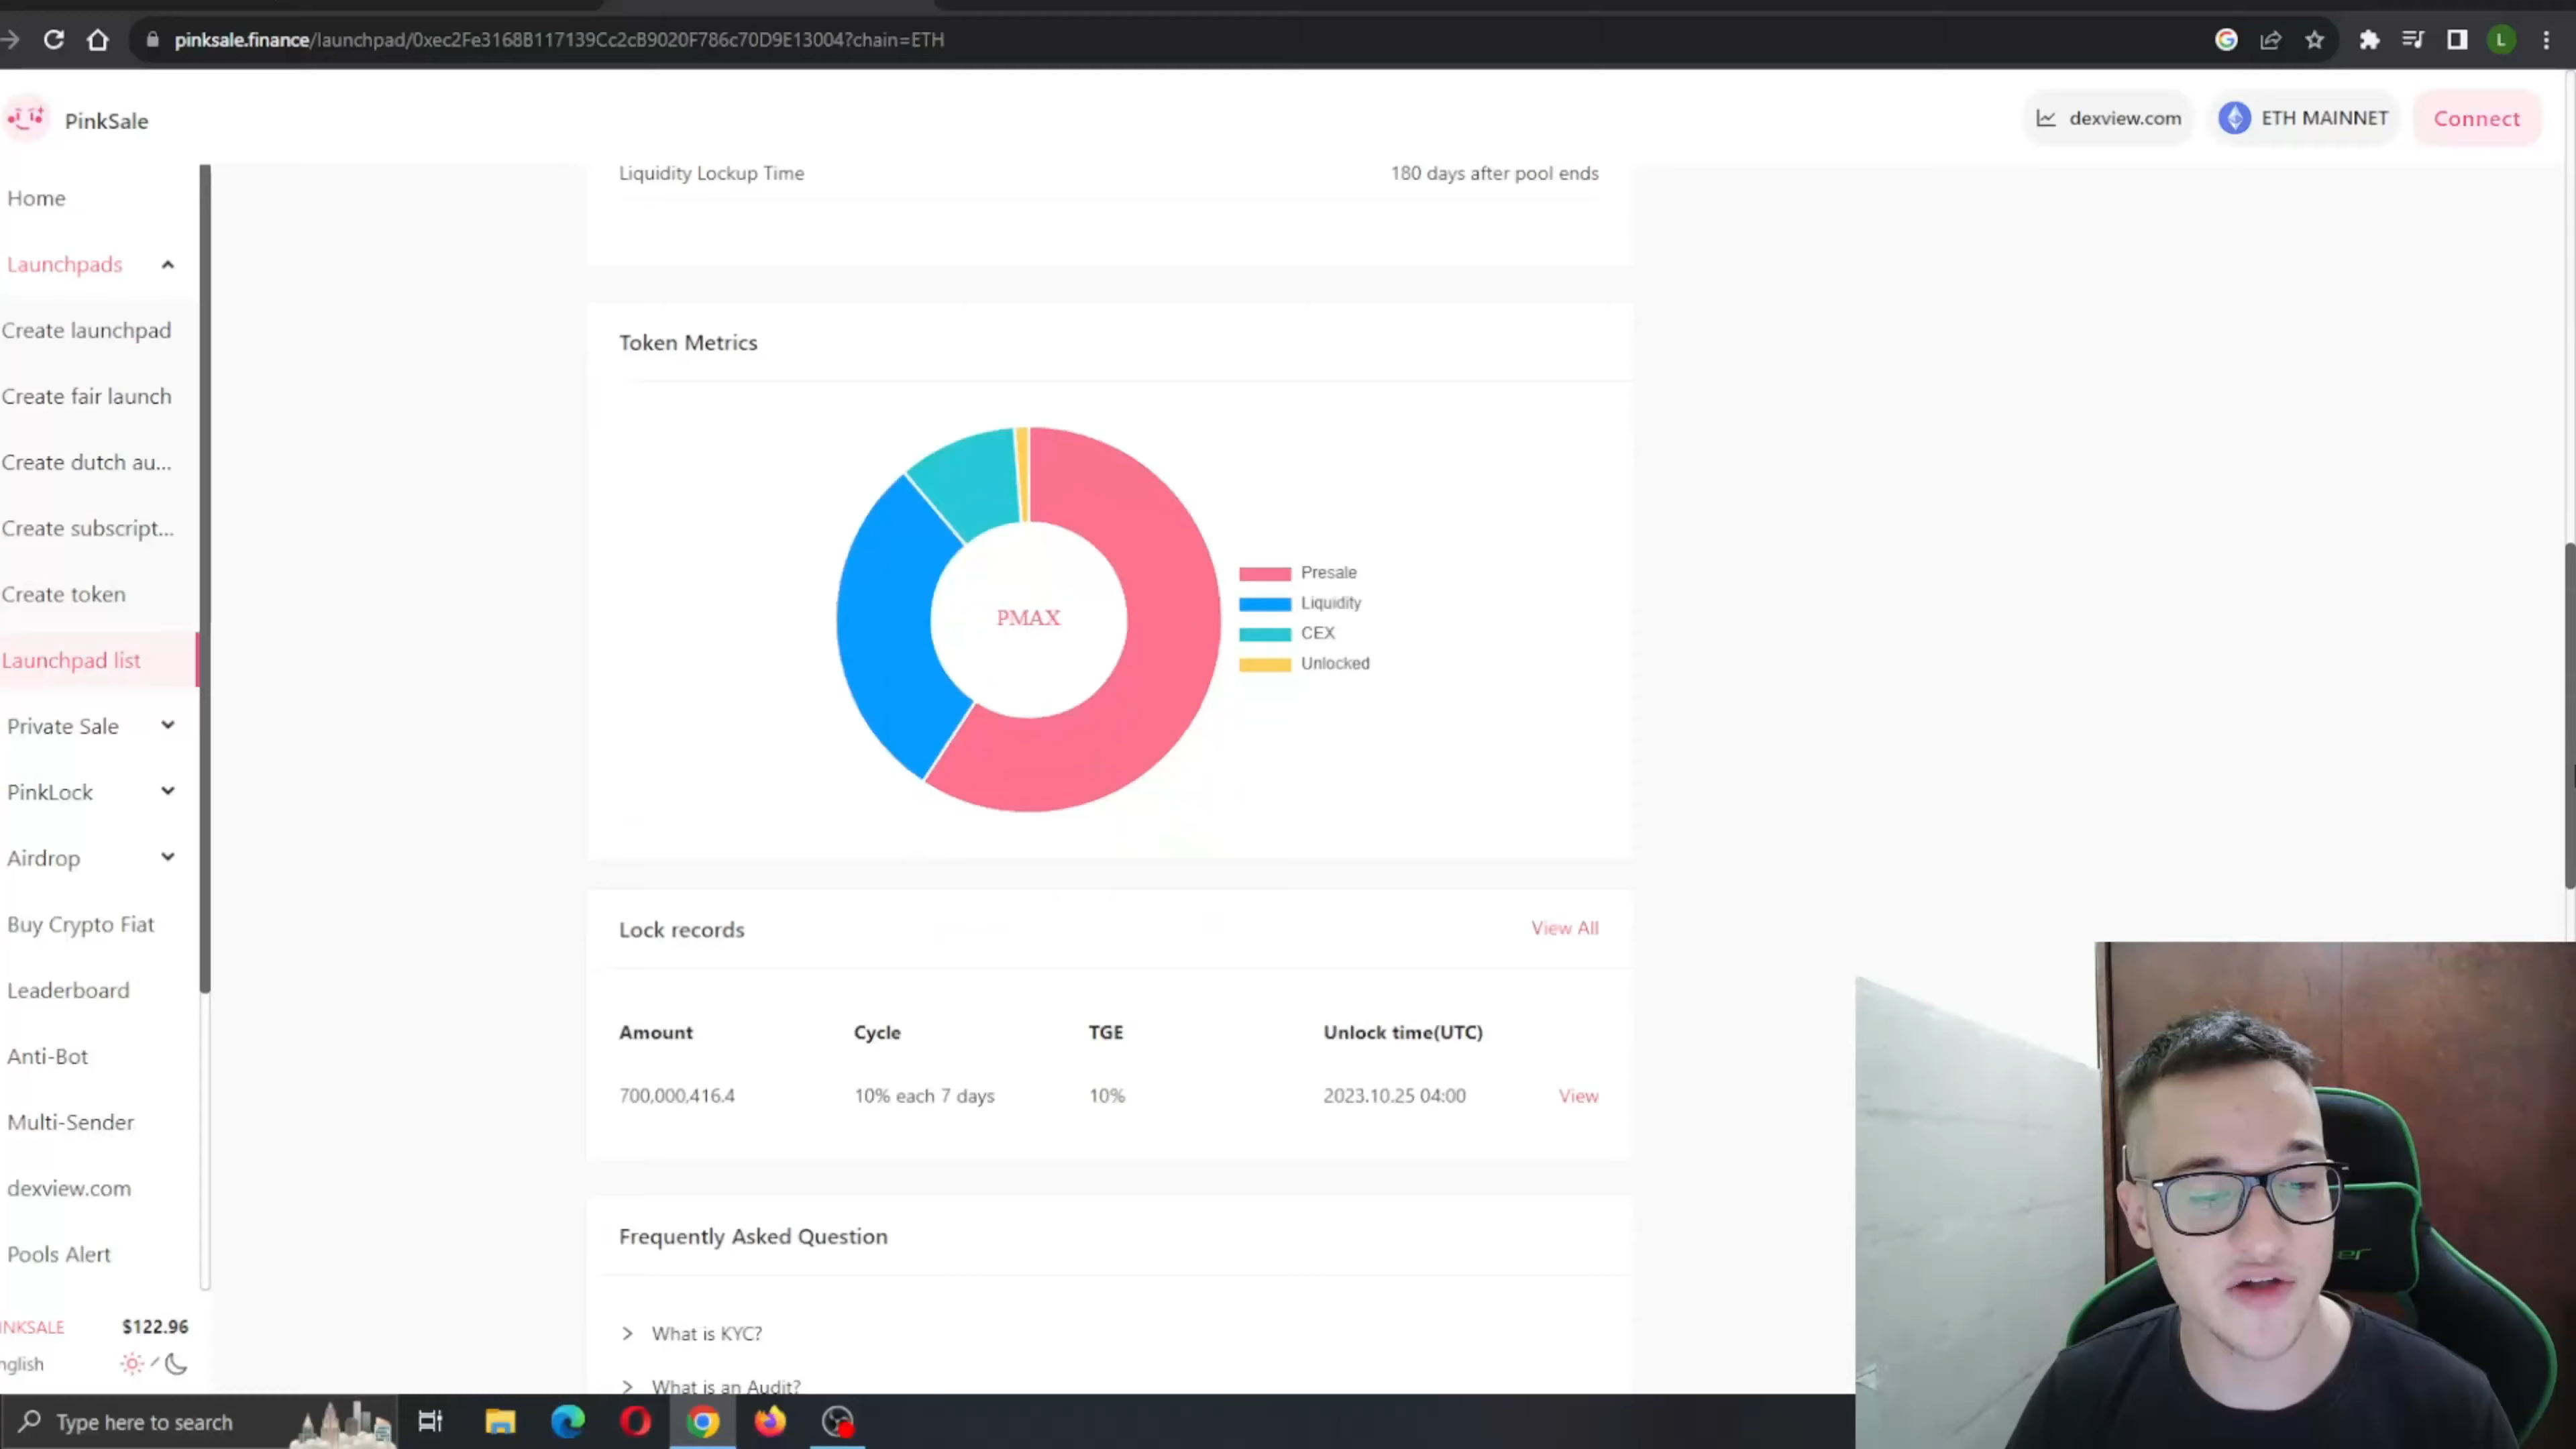 pinksale.finance/launchpad/0xec2Fe3168B117139Cc2cB9020F786c70D9E13004?chain=ETH
L
PinkSale
dexview.com
ETH MAINNET
Connect
Home
Launchpads
Create launchpad
Create fair launch
Create dutch au...
Create subscript...
Create token
Launchpad list
Private Sale
PinkLock
Airdrop
Buy Crypto Fiat
Leaderboard
Anti-Bot
Multi-Sender
dexview.com
Pools Alert
INKSALE $122.96
nglish
Liquidity Lockup Time 180 days after pool ends
Token Metrics
PMAX
Presale
Liquidity
CEX
Unlocked
Lock records View All
Amount Cycle TGE Unlock time(UTC)
700,000,416.4 10% each 7 days 10% 2023.10.25 04:00 View
Frequently Asked Question
What is KYC?
What is an Audit?
er
Type here to search